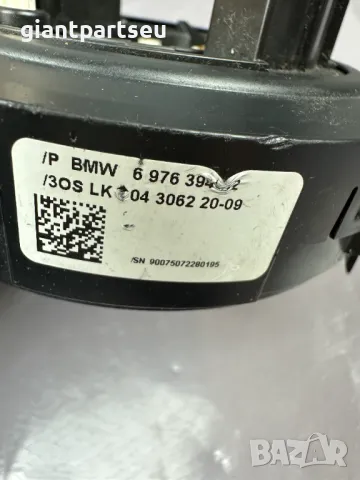 giantpartseu
/P BMW 6 976 394
/3OS LK 04 3062 20-09
/SN 90075072280195
BAZAR